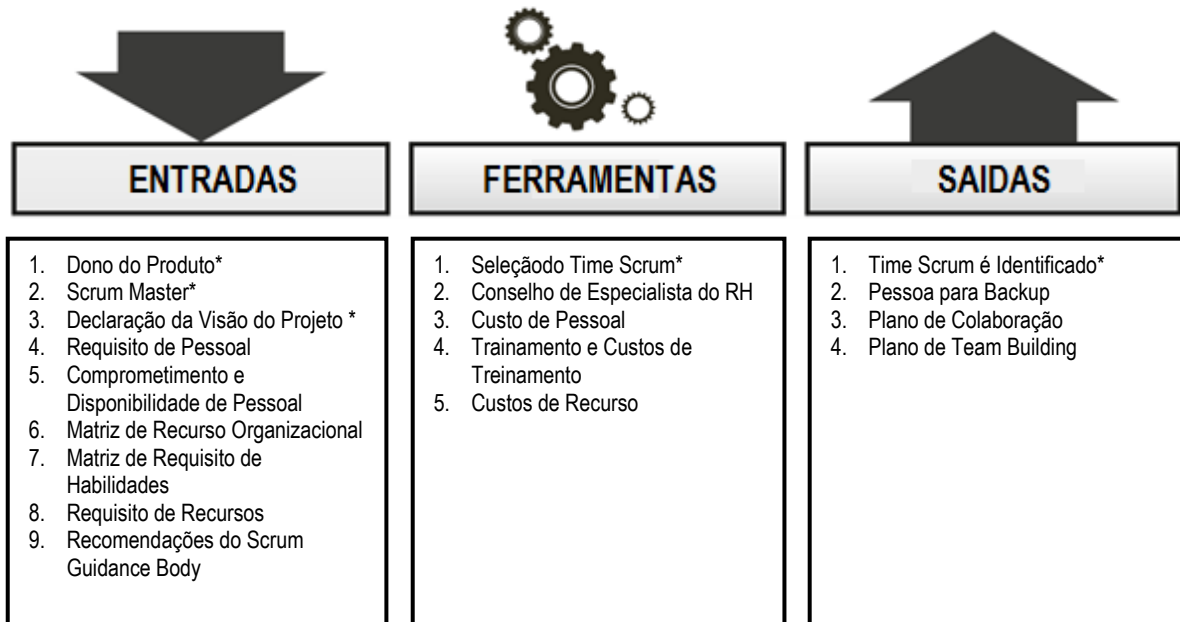 ENTRADAS
1. Dono do Produto*
2. Scrum Master*
3. Declaração da Visão do Projeto *
4. Requisito de Pessoal
5. Comprometimento e
Disponibilidade de Pessoal
6. Matriz de Recurso Organizacional
7. Matriz de Requisito de
Habilidades
8. Requisito de Recursos
9. Recomendações do Scrum
Guidance Body
FERRAMENTAS
1. Seleçãodo Time Scrum*
2. Conselho de Especialista do RH
3. Custo de Pessoal
4. Trainamento e Custos de
Treinamento
5. Custos de Recurso
SAIDAS
1. Time Scrum é Identificado*
2. Pessoa para Backup
3. Plano de Colaboração
4. Plano de Team Building